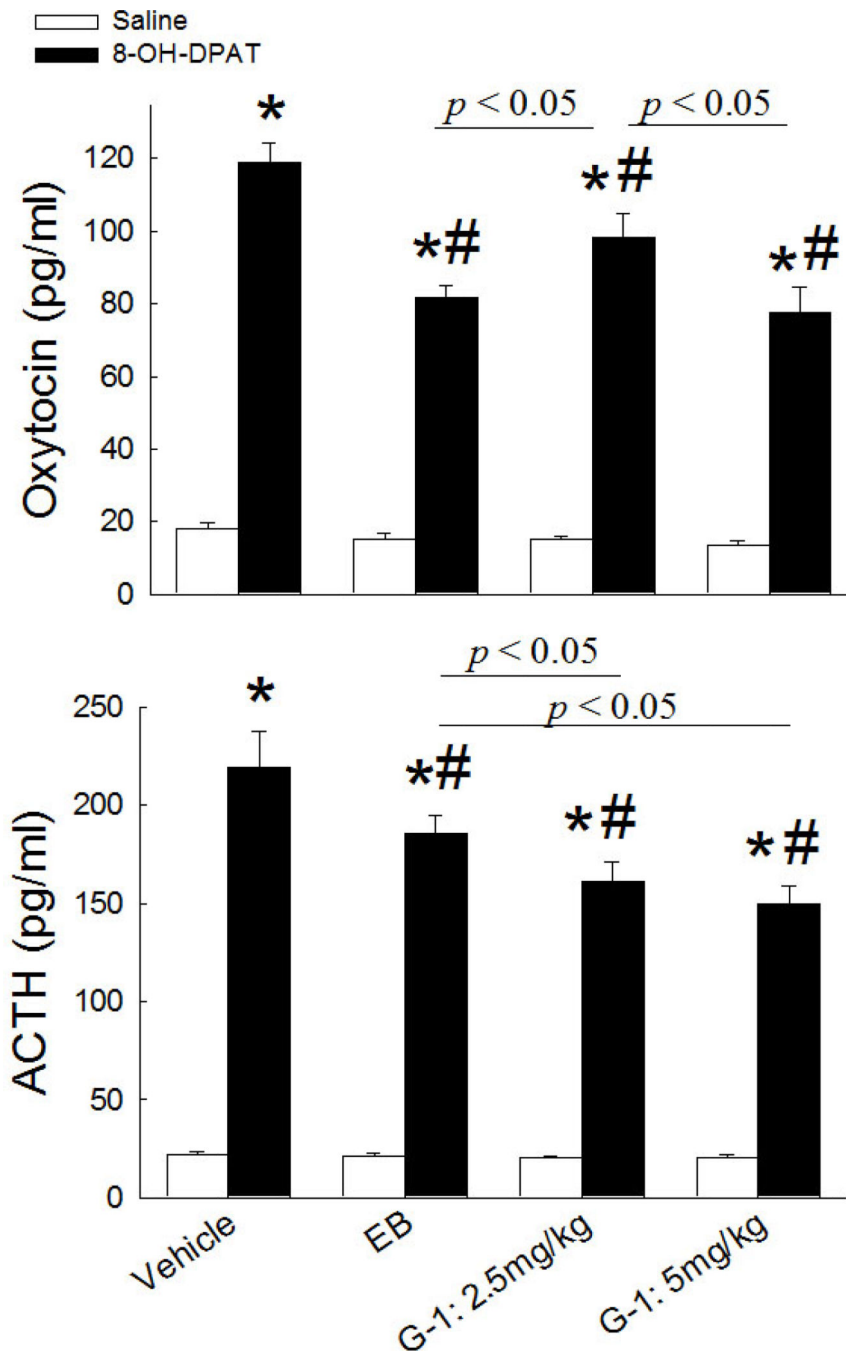 Saline
8-OH-DPAT
p < 0.05 p < 0.05
*
*#
*#
*#
Oxytocin (pg/ml)
120
100
80
60
40
20
0
p < 0.05
p < 0.05
*
*#
*#
*#
ACTH (pg/ml)
250
200
150
100
50
0
Vehicle
EB
G-1: 2.5mg/kg
G-1: 5mg/kg